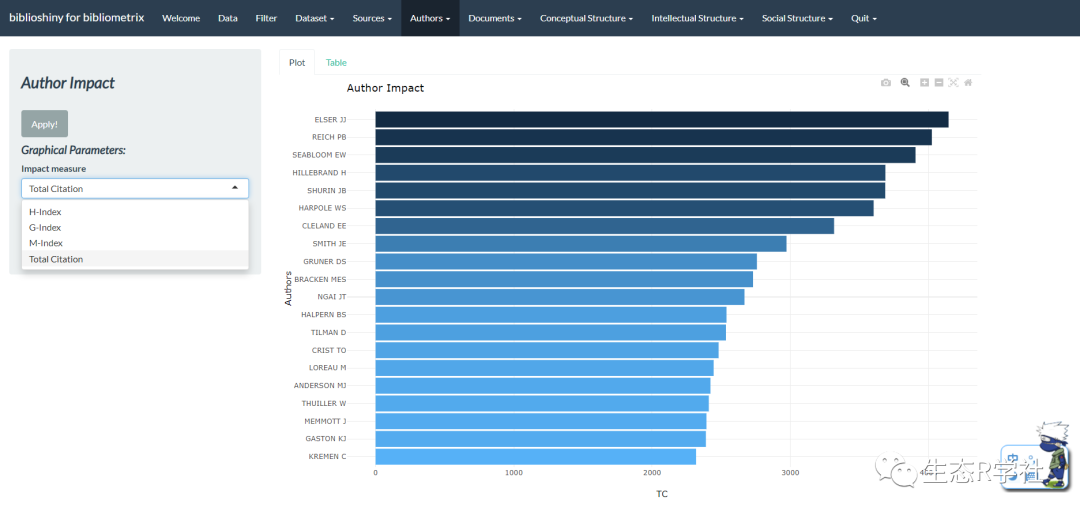 biblioshiny for bibliometrix Welcome Data Filter Dataset Sources Authors Documents Conceptual Structure Intellectual Structure Social Structure Quit
Author Impact
Apply!
Graphical Parameters:
Impact measure
Total Citation
H-Index
G-Index
M-Index
Total Citation
Plot Table
Author Impact
Authors
ELSER JJ
REICH PB
SEABLOOM EW
HILLEBRAND H
SHURIN JB
HARPOLE WS
CLELAND EE
SMITH JE
GRUNER DS
BRACKEN MES
NGAI JT
HALPERN BS
TILMAN D
CRIST TO
LOREAU M
ANDERSON MJ
THUILLER W
MEMMOTT J
GASTON KJ
KREMEN C
0 1000 2000 3000
TC
生态R学社
中